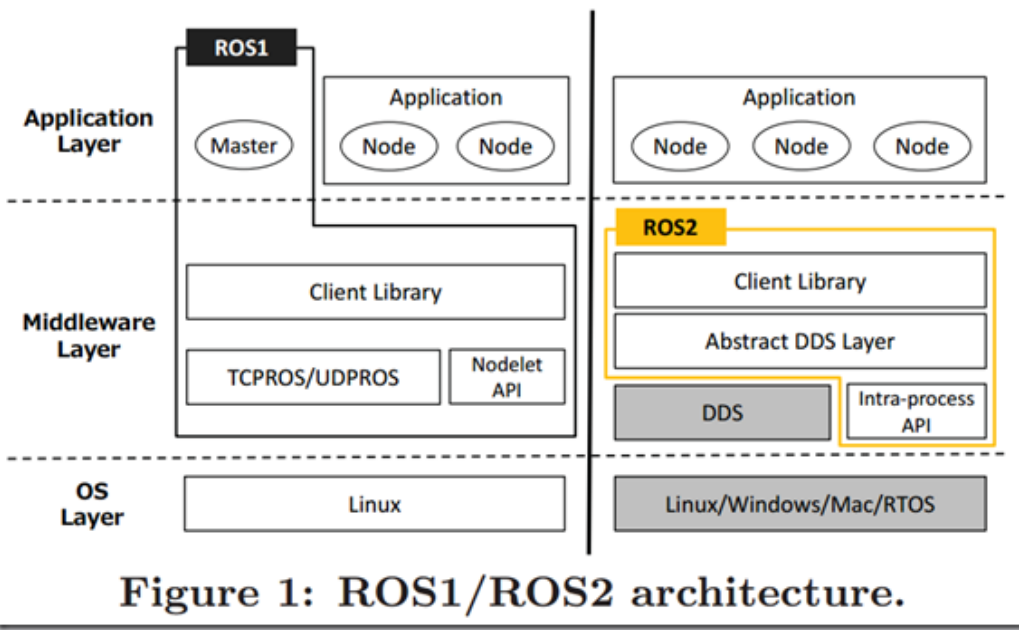 ROS1
Application
Layer
Master
Application
Node Node
Application
Node Node Node
Middleware
Layer
Client Library
TCPROS/UDPROS
Nodelet
API
ROS2
Client Library
Abstract DDS Layer
DDS
Intra-process
API
OS
Layer
Linux
Linux/Windows/Mac/RTOS
Figure 1: ROS1/ROS2 architecture.